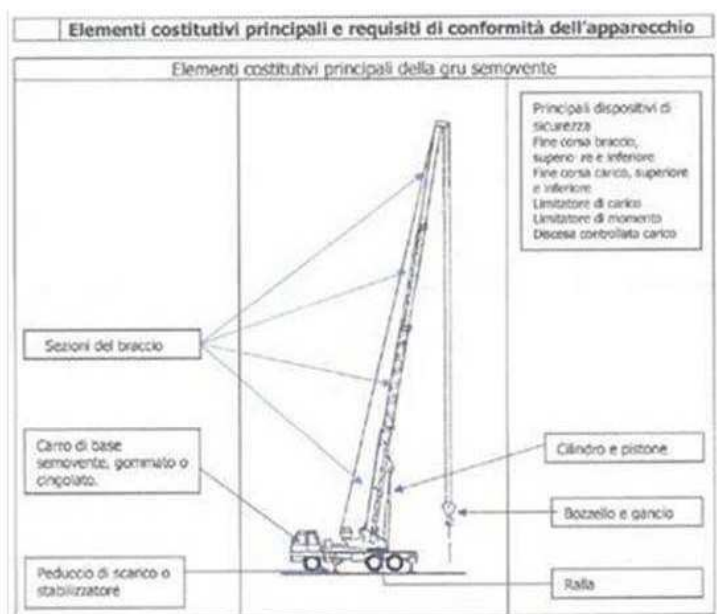 Elementi costitutivi principali e requisiti di conformità dell'apparecchio
Elementi costitutivi principali della gru semovente
Principali dispositivi di
sicurezza
Fine corsa braccio,
superio re e inferiore
Fine corsa carico, superiore
e inferiore
Limitatore di carico
Limitatore di momento
Discesa controllata carico
Sezioni del braccio
Carro di base
semovente, gommato o
cingolato.
Cilindro e pistone
Bozzello e gancio
Peduccio di scarico o
stabilizzatore
Ralla